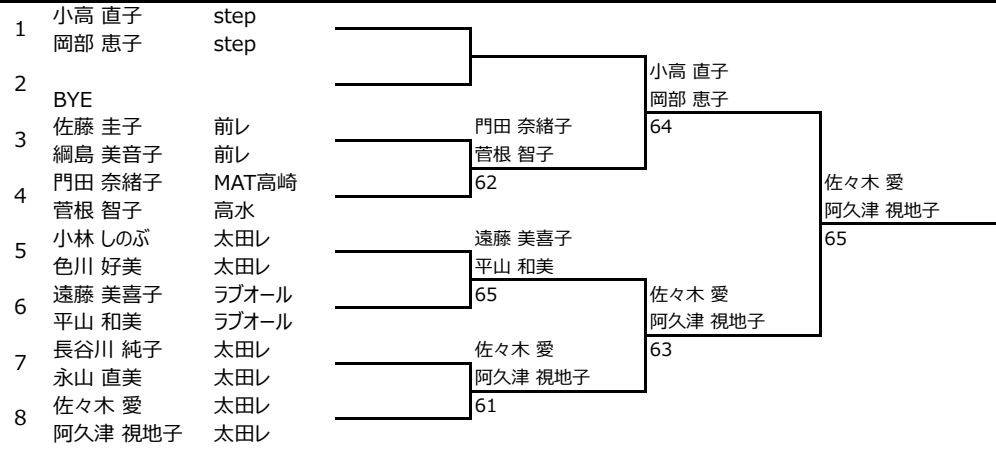 1
小高 直子 step
岡部 恵子 step
2
BYE
3
佐藤 圭子 前レ
綱島 美音子 前レ
4
門田 奈緒子 MAT高崎
菅根 智子 高水
5
小林 しのぶ 太田レ
色川 好美 太田レ
6
遠藤 美喜子 ラブオール
平山 和美 ラブオール
7
長谷川 純子 太田レ
永山 直美 太田レ
8
佐々木 愛 太田レ
阿久津 視地子 太田レ
門田 奈緒子
菅根 智子
62
遠藤 美喜子
平山 和美
65
佐々木 愛
阿久津 視地子
61
小高 直子
岡部 恵子
64
佐々木 愛
阿久津 視地子
63
佐々木 愛
阿久津 視地子
65